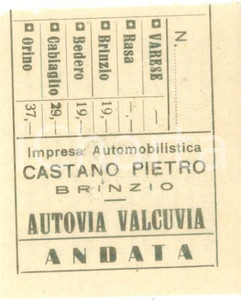 N.
VARESE —
Rasa —
Brinzio 19,
Bedero 19,
Cabiaglio 29,
Orino 37,—
Impresa Automobilistica
CASTANO PIETRO
BRINZIO
AUTOVIA VALCUVIA
ANDATA